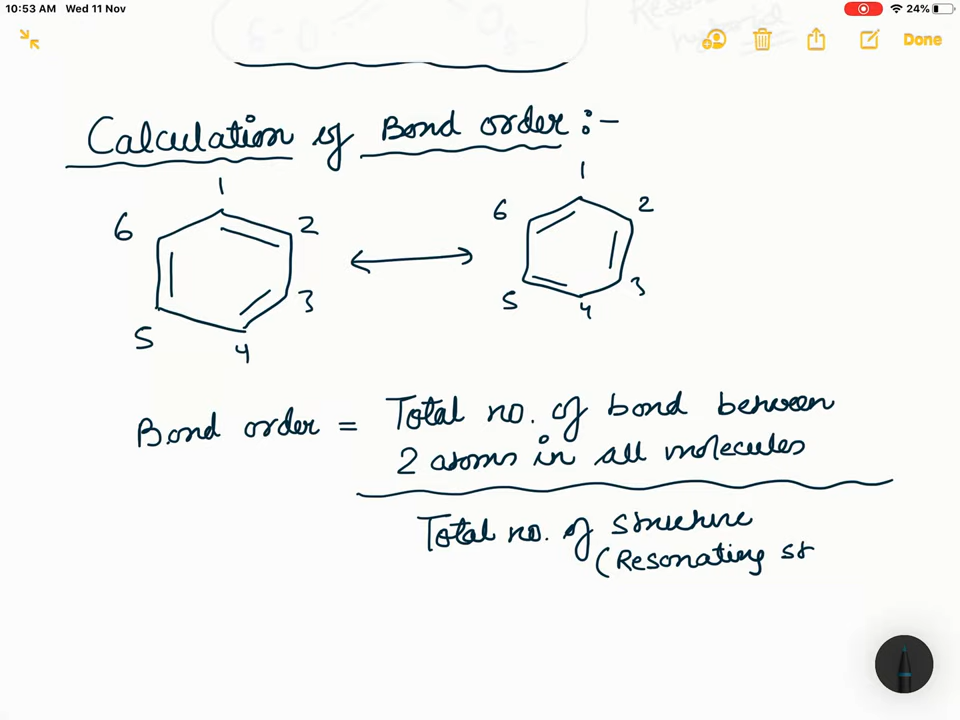 10:53 AM Wed 11 Nov
24%
Done
Calculation of Bond order :-
1
6
2
3
5
4
1
6
2
3
5
4
Bond order = Total no. of bond between
2 atoms in all molecules
Total no. of structure
(Resonating st